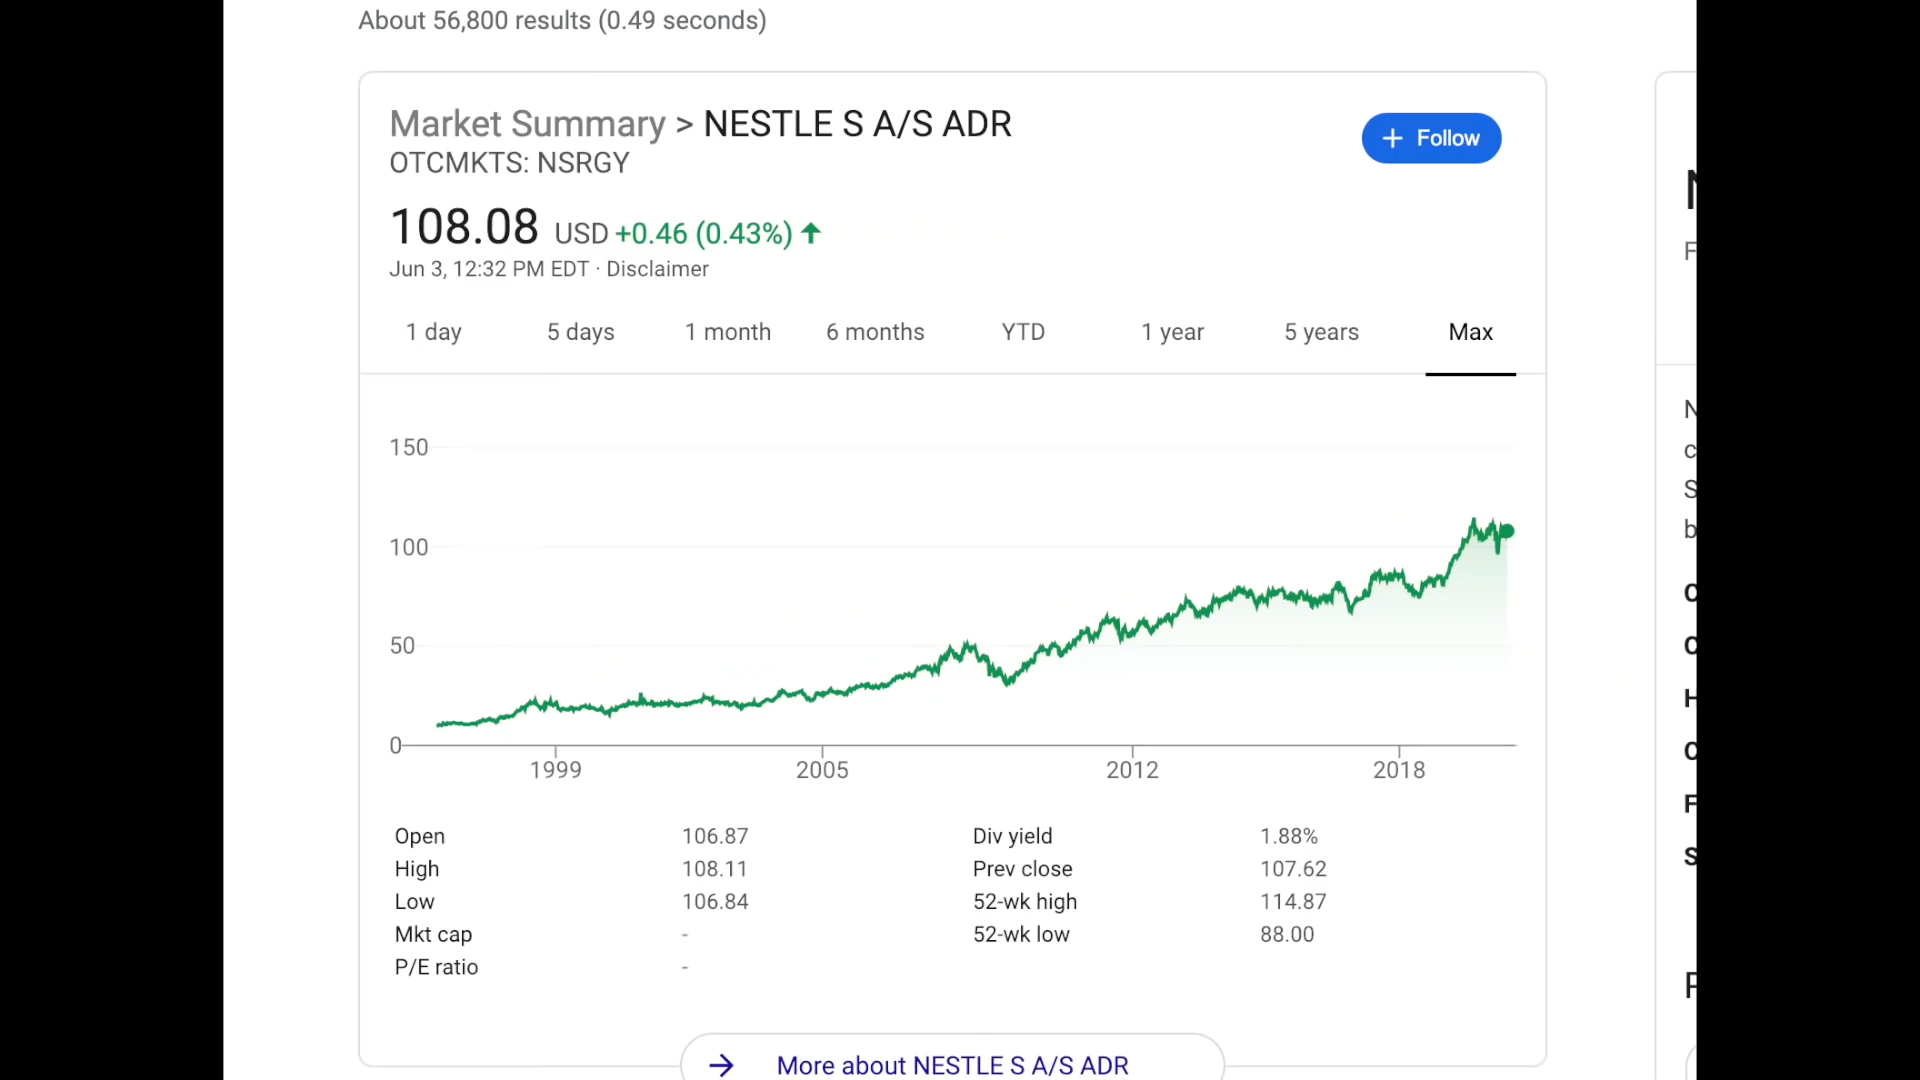 About 56,800 results (0.49 seconds)
Market Summary > NESTLE S A/S ADR
OTCMKTS: NSRGY
+ Follow
108.08 USD +0.46 (0.43%)
Jun 3, 12:32 PM EDT · Disclaimer
1 day 5 days 1 month 6 months YTD 1 year 5 years Max
150
100
50
0
1999 2005 2012 2018
Open 106.87 Div yield 1.88%
High 108.11 Prev close 107.62
Low 106.84 52-wk high 114.87
Mkt cap - 52-wk low 88.00
P/E ratio -
More about NESTLE S A/S ADR